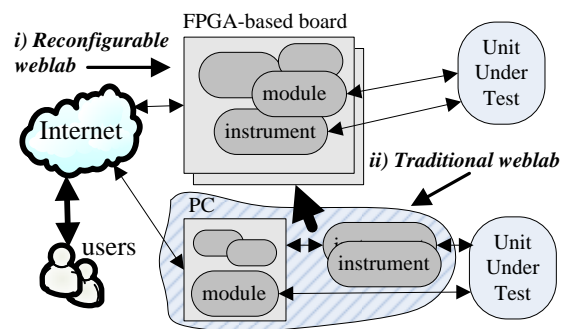 FPGA-based board
i) Reconfigurable
weblab
module
instrument
Unit
Under
Test
Internet
ii) Traditional weblab
PC
users
module
instrument
Unit
Under
Test